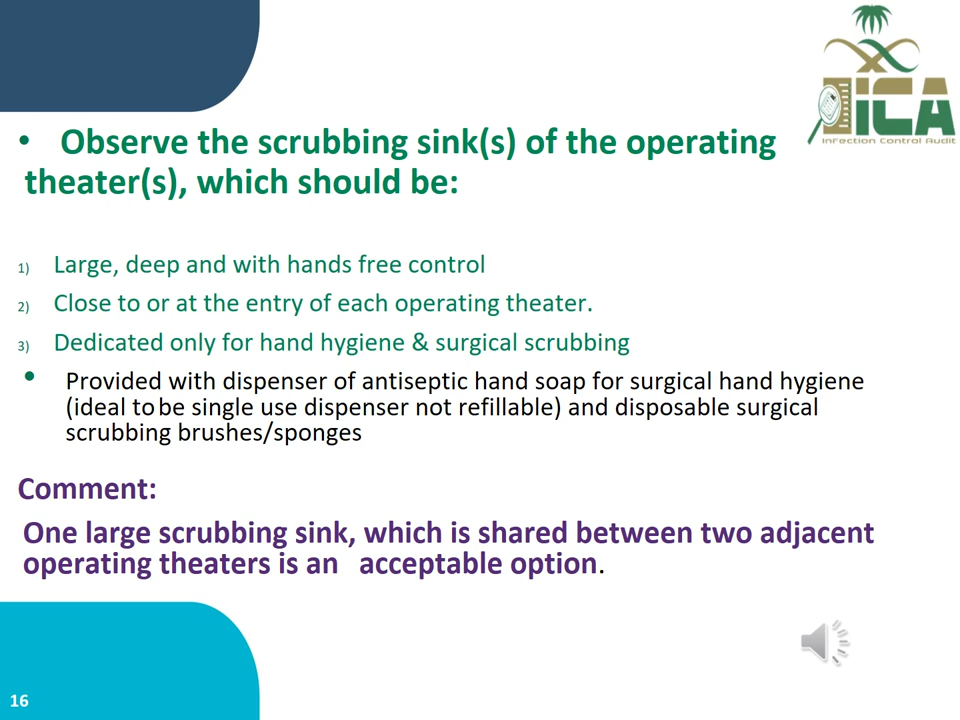 ICA
Infection Control Audit
• Observe the scrubbing sink(s) of the operating
theater(s), which should be:
1) Large, deep and with hands free control
2) Close to or at the entry of each operating theater.
3) Dedicated only for hand hygiene & surgical scrubbing
• Provided with dispenser of antiseptic hand soap for surgical hand hygiene
(ideal to be single use dispenser not refillable) and disposable surgical
scrubbing brushes/sponges
Comment:
One large scrubbing sink, which is shared between two adjacent
operating theaters is an acceptable option.
16